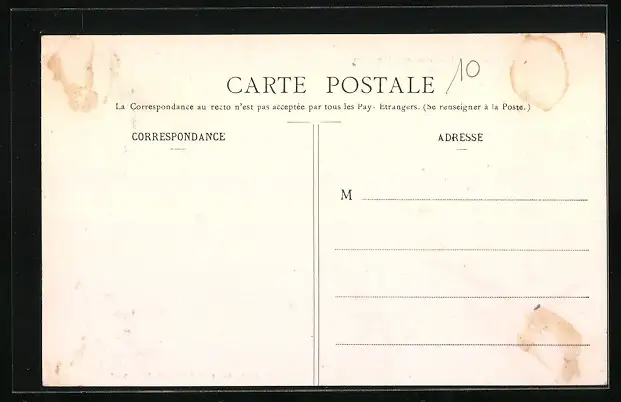 CARTE POSTALE /10
La Correspondance au recto n'est pas acceptée par tous les Pay· Etrangers. (Se renseigner à la Poste.)
CORRESPONDANCE
ADRESSE
M